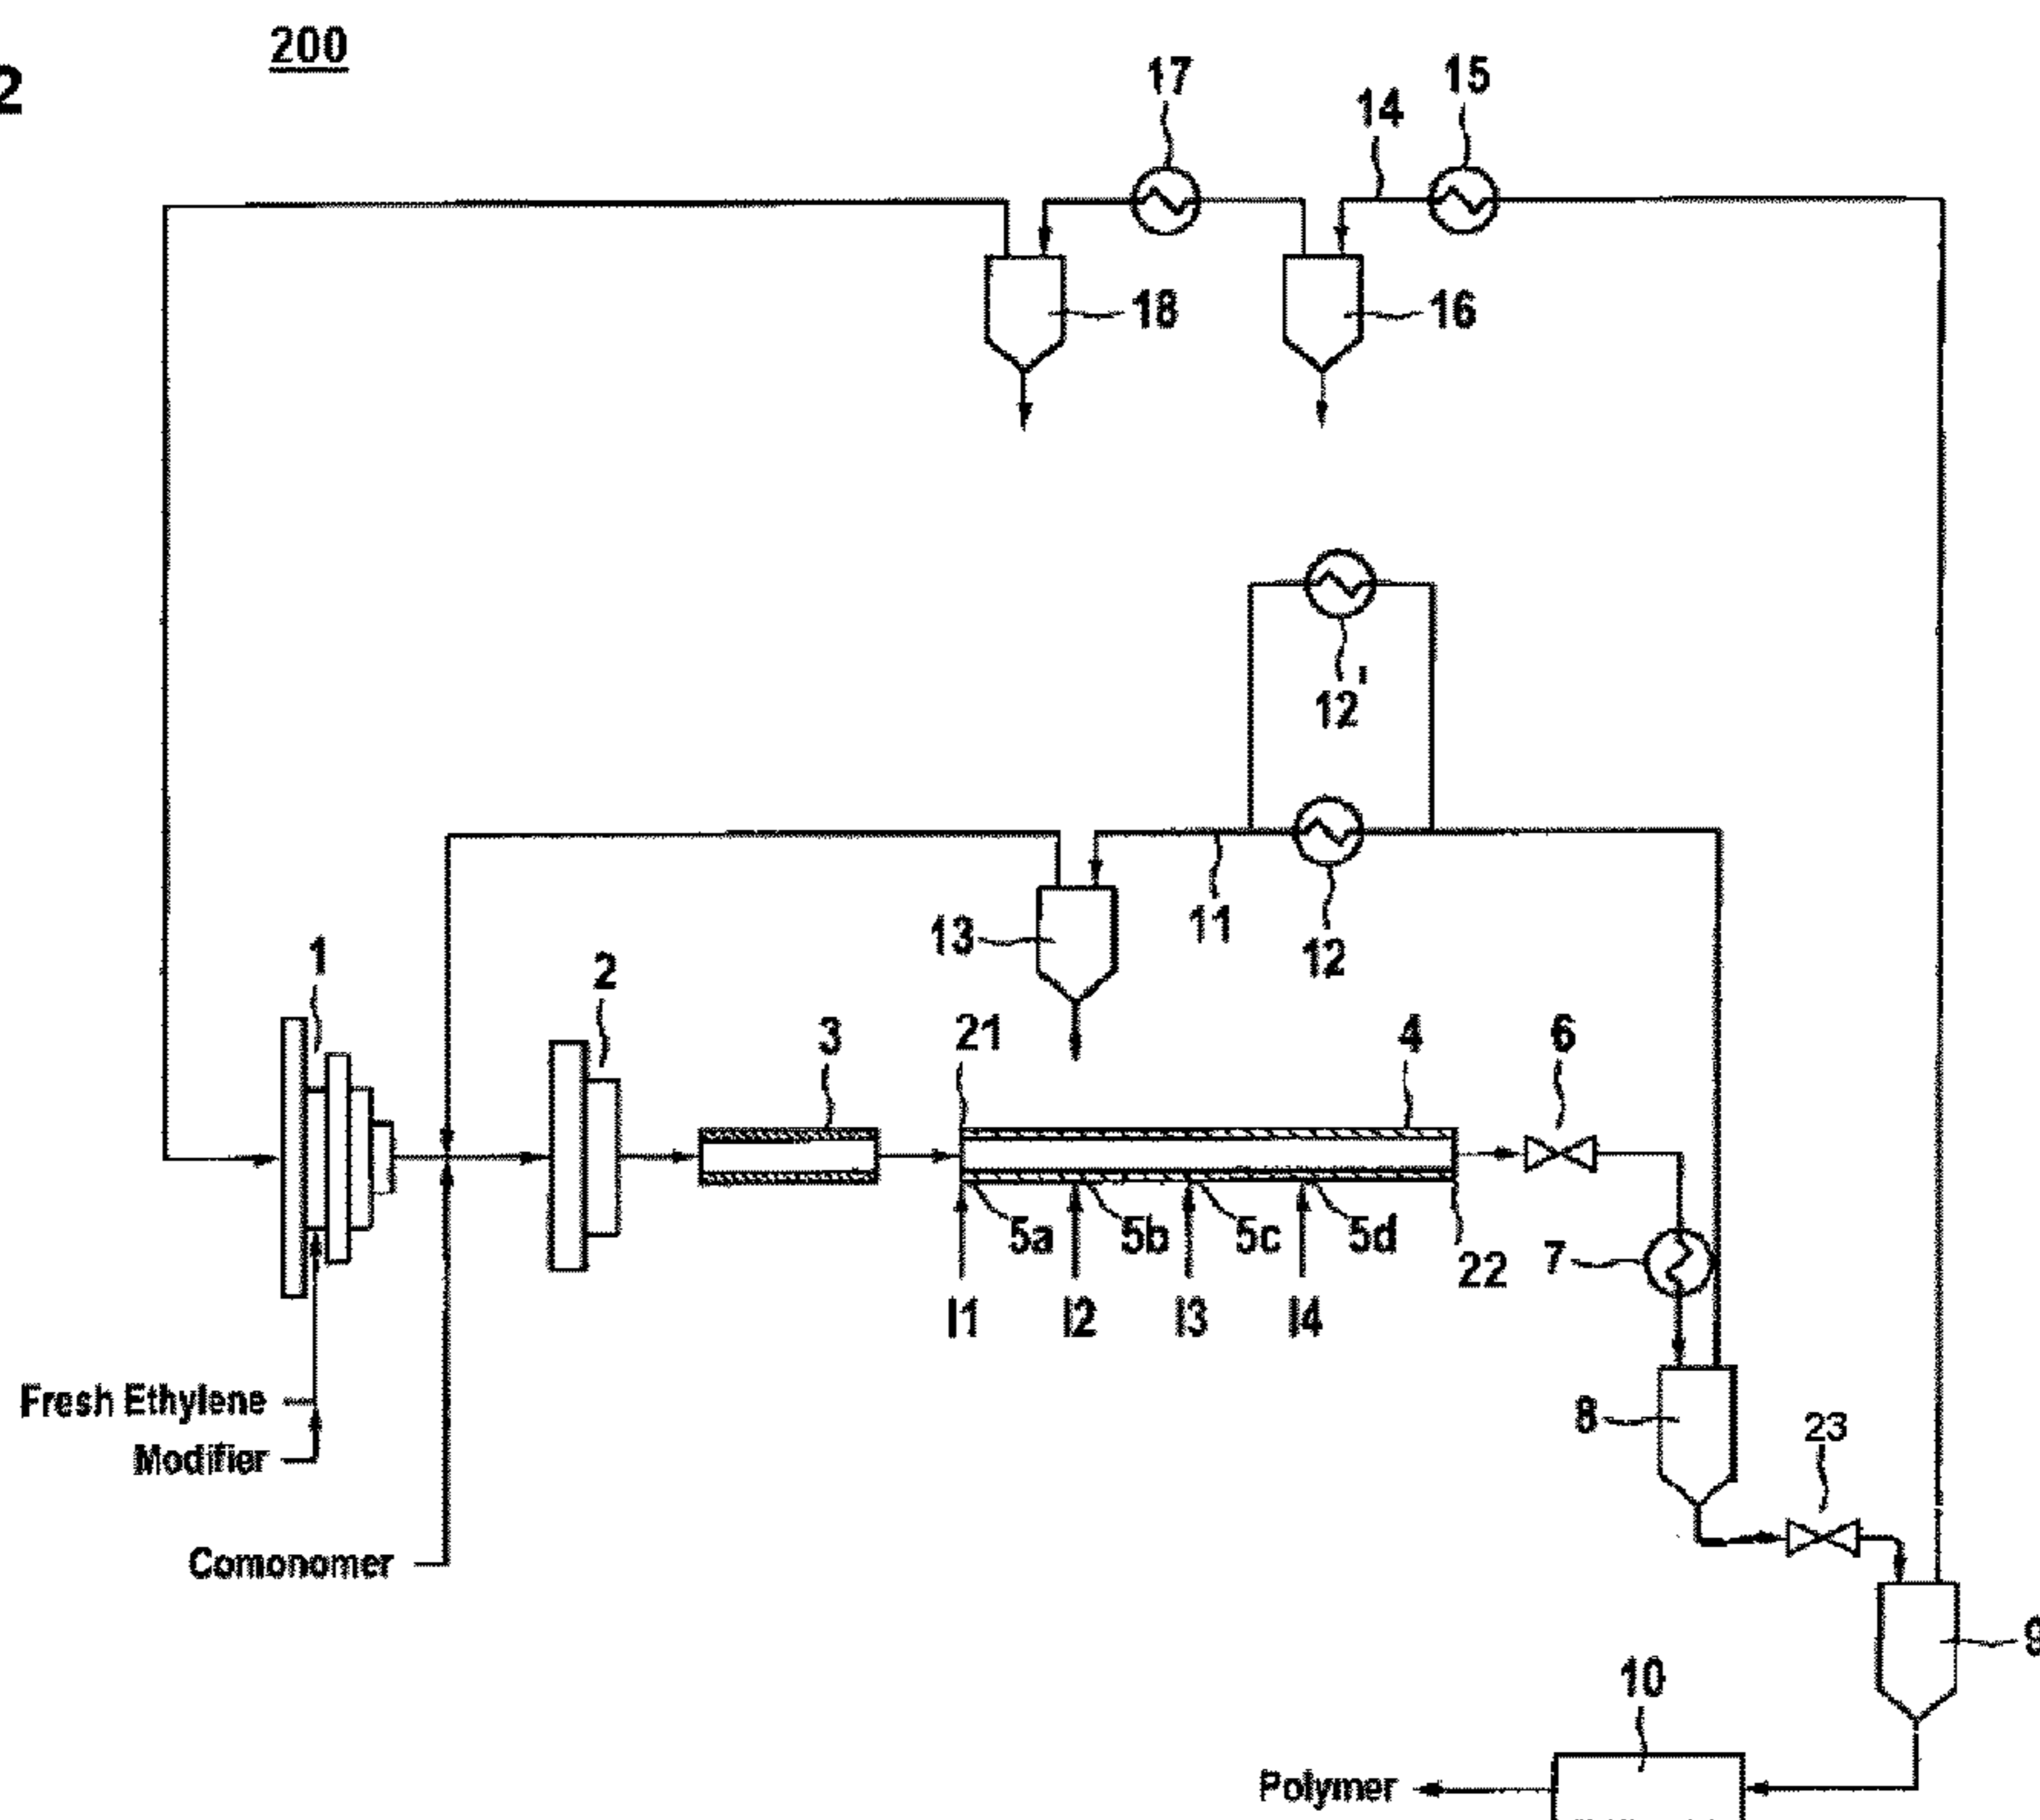 2
200
17
15
14
18
16
12'
11
12
13
1
2
3
21
4
6
5a
5b
5c
5d
22
7
I1
I2
I3
I4
Fresh Ethylene
Modifier
8
23
Comonomer
9
10
Polymer